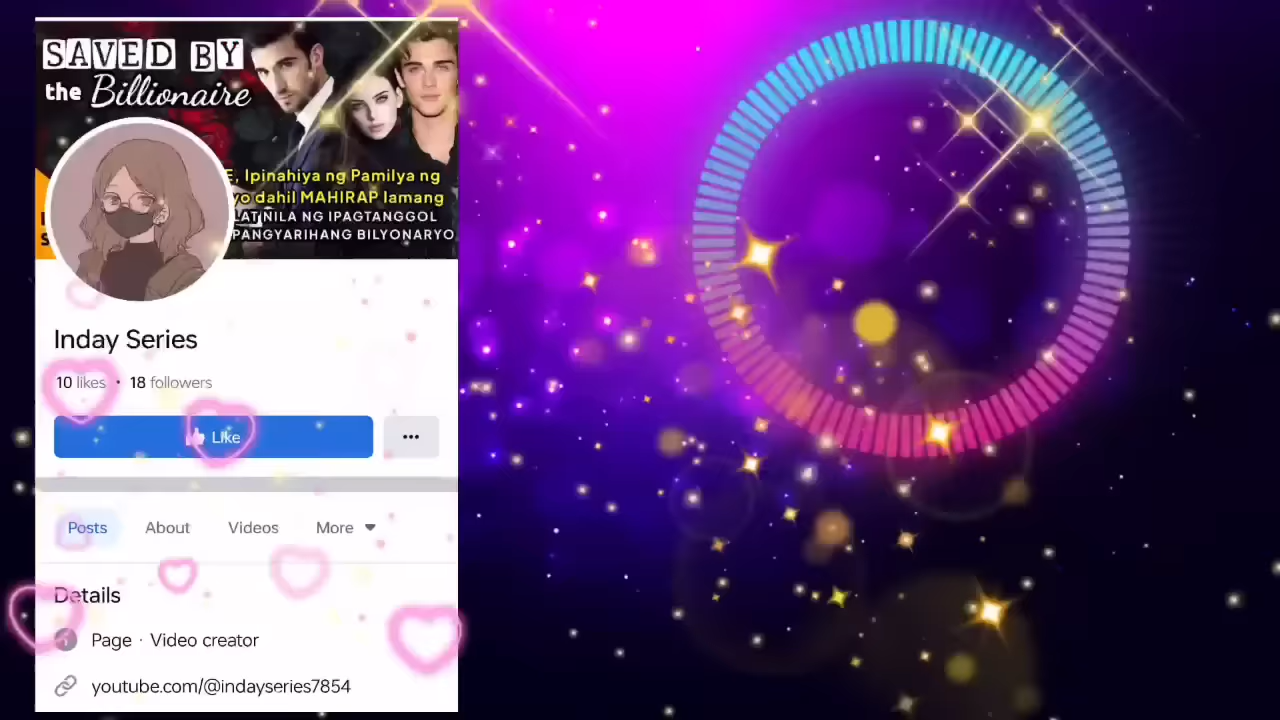 SAVED BY
the Billionaire
E, Ipinahiya ng Pamilya ng
yo dahil MAHIRAP lamang
LAT NILA NG IPAGTANGGOL
PANGYARIHANG BILYONARYO
Inday Series
10 likes • 18 followers
Like
Posts About Videos More
Details
Page · Video creator
youtube.com/@indayseries7854